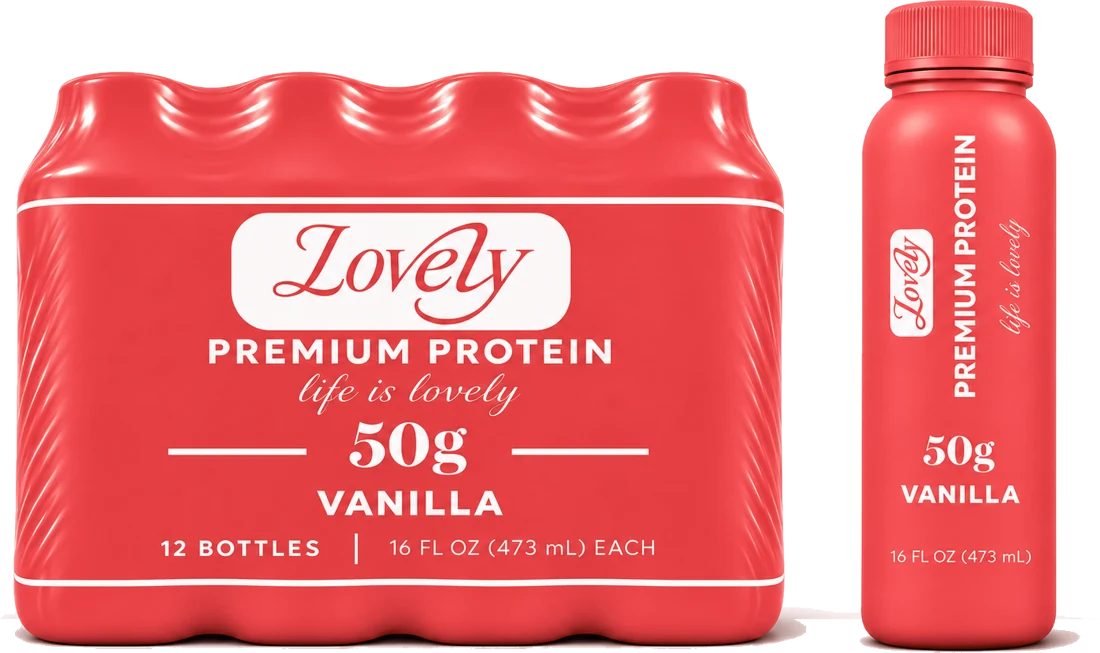 Lovely
PREMIUM PROTEIN
life is lovely
50g
VANILLA
12 BOTTLES | 16 FL OZ (473 mL) EACH
Lovely
PREMIUM PROTEIN
life is lovely
50g
VANILLA
16 FL OZ (473 mL)